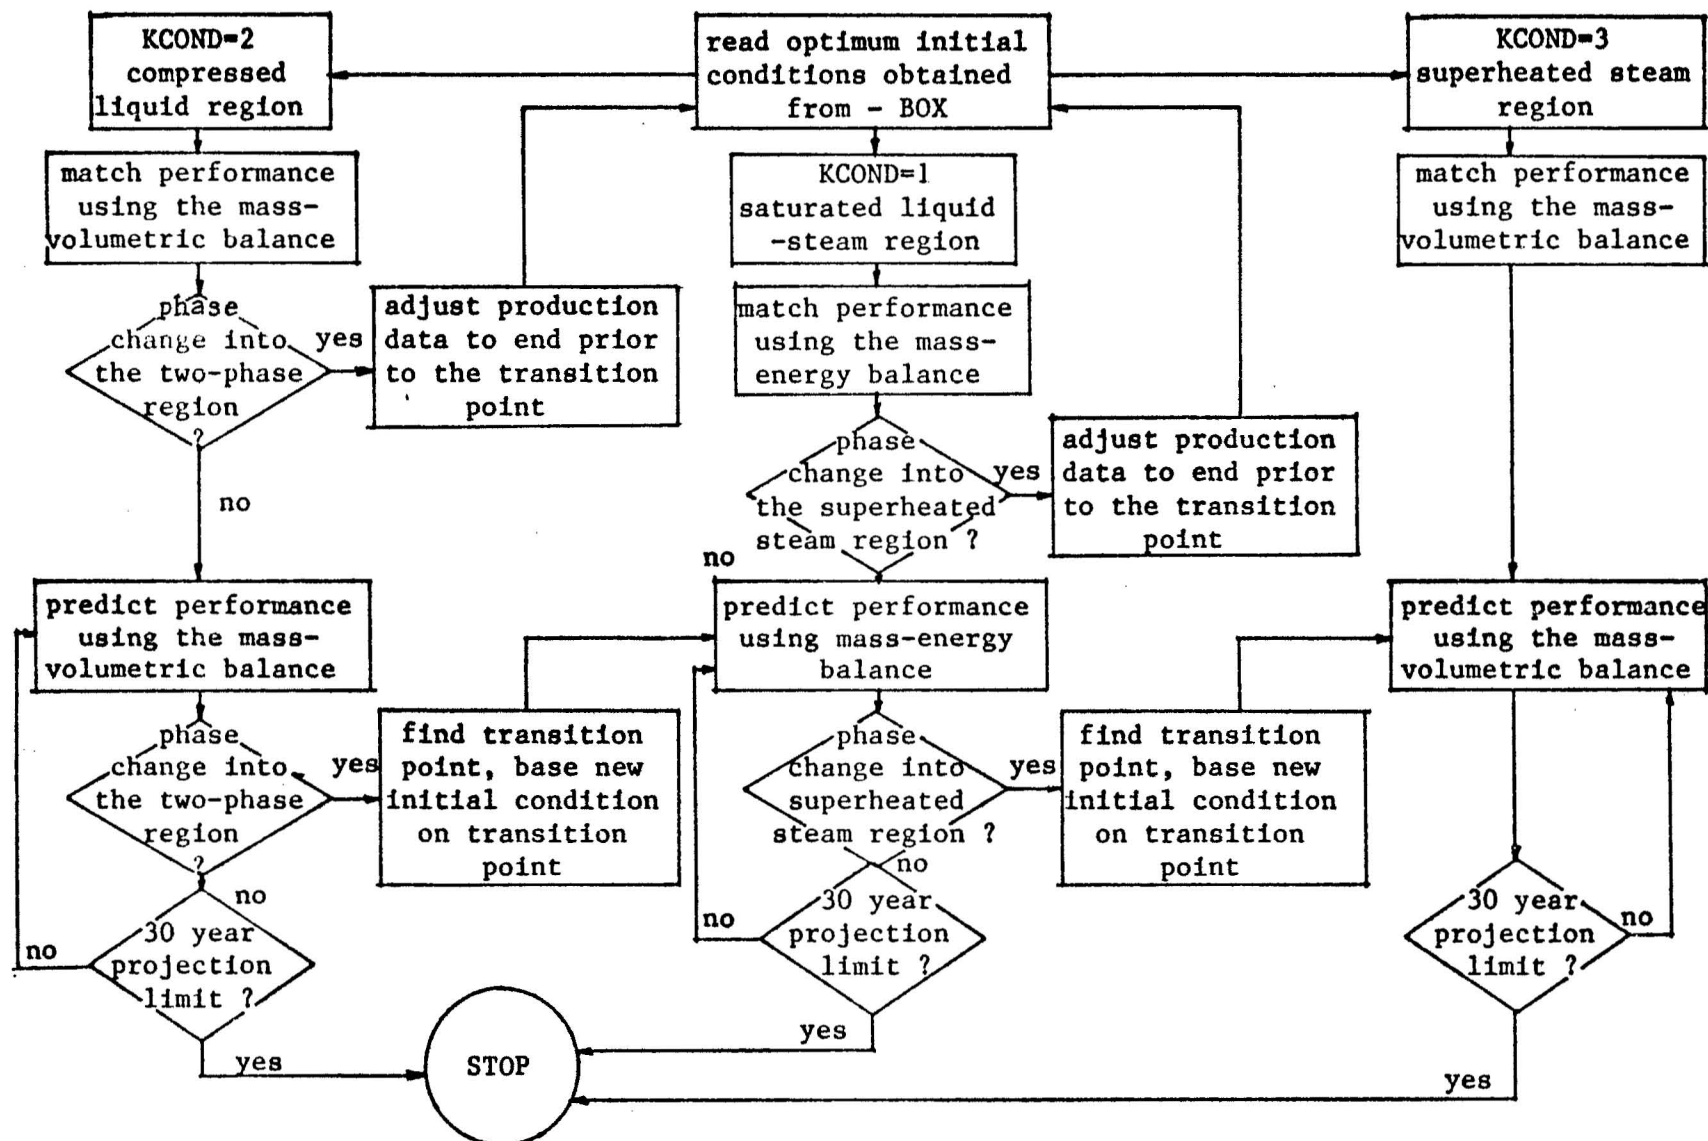 KCOND=2
compressed
liquid region
read optimum initial
conditions obtained
from - BOX
KCOND=3
superheated steam
region
match performance
using the mass-
volumetric balance
KCOND=1
saturated liquid
-steam region
match performance
using the mass-
volumetric balance
phase
change into
the two-phase
region
?
yes
adjust production
data to end prior
to the transition
point
match performance
using the mass-
energy balance
phase
change into
the superheated
steam region ?
yes
adjust production
data to end prior
to the transition
point
no
no
predict performance
using the mass-
volumetric balance
predict performance
using mass-energy
balance
predict performance
using the mass-
volumetric balance
phase
change into
the two-phase
region
?
yes
find transition
point, base new
initial condition
on transition
point
phase
change into
superheated
steam region ?
yes
find transition
point, base new
initial condition
on transition
point
no
30 year
projection
limit ?
no
yes
no
30 year
projection
limit ?
no
yes
30 year
projection
limit ?
no
yes
STOP